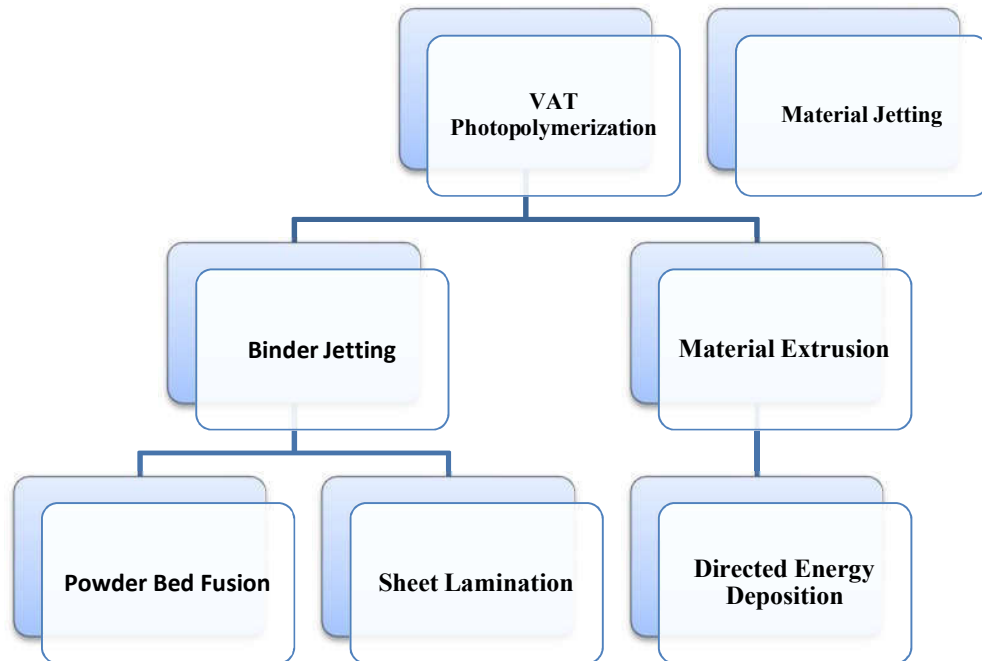 VAT
Photopolymerization
Material Jetting
Binder Jetting
Material Extrusion
Powder Bed Fusion
Sheet Lamination
Directed Energy
Deposition